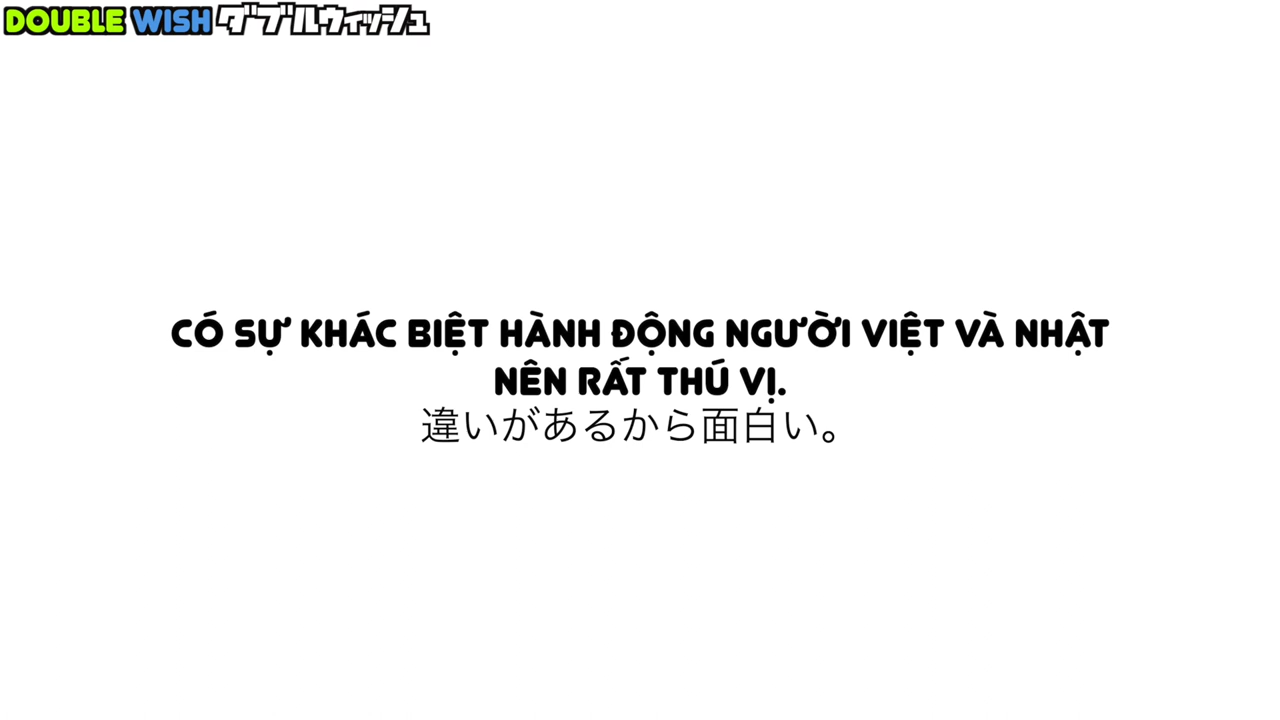 DOUBLE WISH ダブルウィッシュ
CÓ SỰ KHÁC BIỆT HÀNH ĐỘNG NGƯỜI VIỆT VÀ NHẬT
NÊN RẤT THÚ VỊ.
違いがあるから面白い。